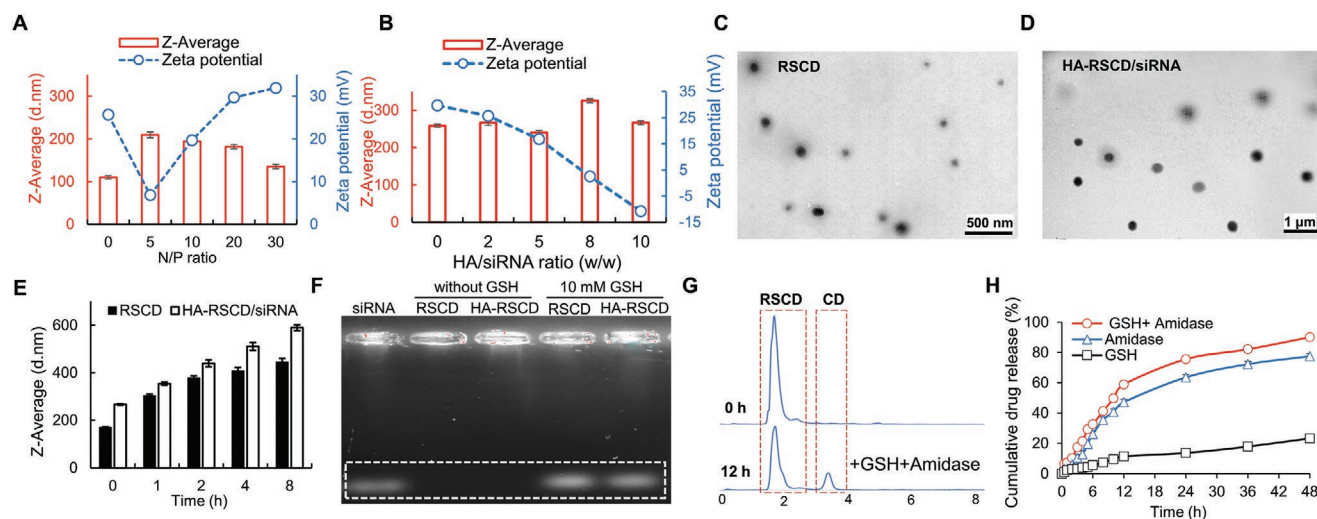 A
Z-Average
Zeta potential
Z-Average (d.nm)
300
200
100
0
30
20
10
0
Zeta potential (mV)
0 5 10 20 30
N/P ratio
B
Z-Average
Zeta potential
Z-Average (d.nm)
300
200
100
0
35
25
15
5
-5
-15
Zeta potential (mV)
0 2 5 8 10
HA/siRNA ratio (w/w)
C
RSCD
500 nm
D
HA-RSCD/siRNA
1 μm
E
RSCD HA-RSCD/siRNA
Z-Average (d.nm)
600
400
200
0
0 1 2 4 8
Time (h)
F
without GSH 10 mM GSH
siRNA RSCD HA-RSCD RSCD HA-RSCD
G
RSCD CD
0 h
12 h
+GSH+Amidase
0 2 4 6 8
H
GSH+ Amidase
Amidase
GSH
Cumulative drug release (%)
100
80
60
40
20
0
0 6 12 18 24 30 36 42 48
Time (h)